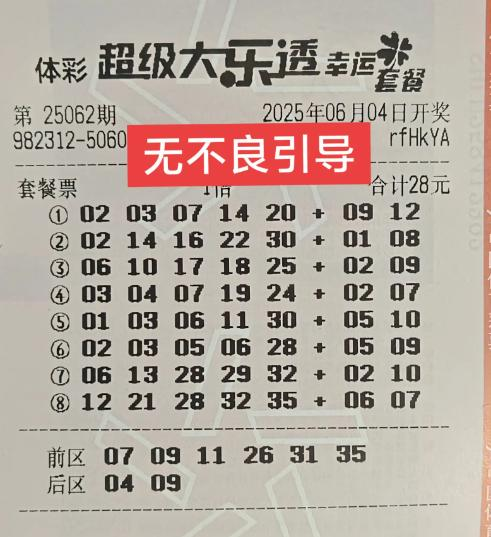 体彩 超级大乐透 幸运套餐
第 25062期 2025年06月04日开奖
982312-5060 rfHkYA
无不良引导
套餐票 1倍 合计28元
① 02 03 07 14 20 + 09 12
② 02 14 16 22 30 + 01 08
③ 06 10 17 18 25 + 02 09
④ 03 04 07 19 24 + 02 07
⑤ 01 03 06 11 30 + 05 10
⑥ 02 03 05 06 28 + 05 09
⑦ 06 13 28 29 32 + 02 10
⑧ 12 21 28 32 35 + 06 07
前区 07 09 11 26 31 35
后区 04 09